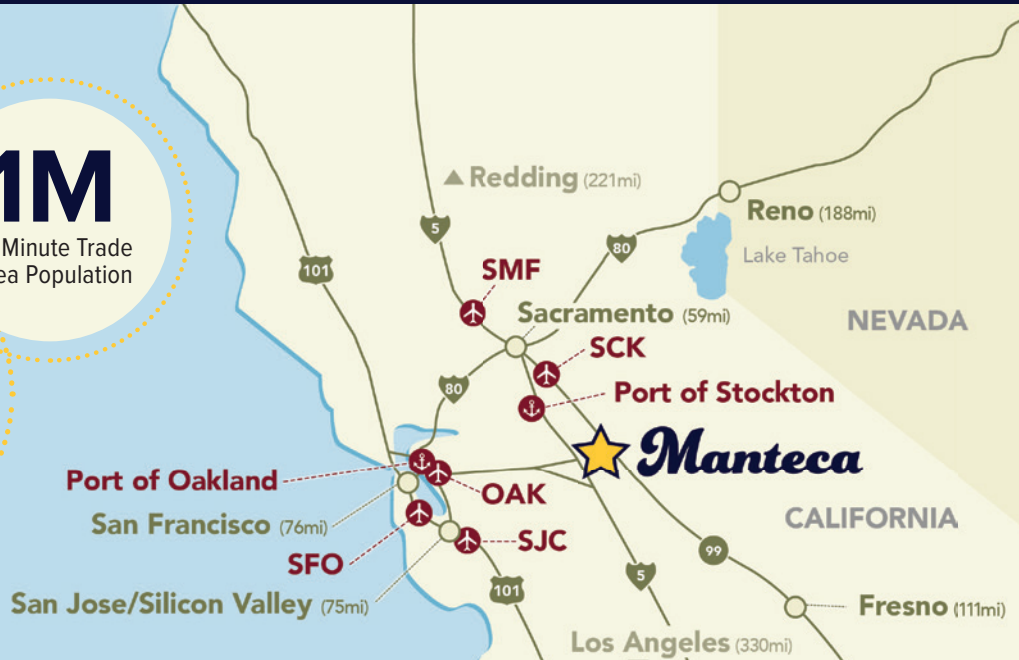 1M
Minute Trade
Population
Redding (221mi)
5
101
80
Reno (188mi)
Lake Tahoe
SMF
Sacramento (59mi)
NEVADA
SCK
80
Port of Stockton
Manteca
Port of Oakland
OAK
San Francisco (76mi)
CALIFORNIA
SFO
SJC
99
5
101
San Jose/Silicon Valley (75mi)
Fresno (111mi)
Los Angeles (330mi)